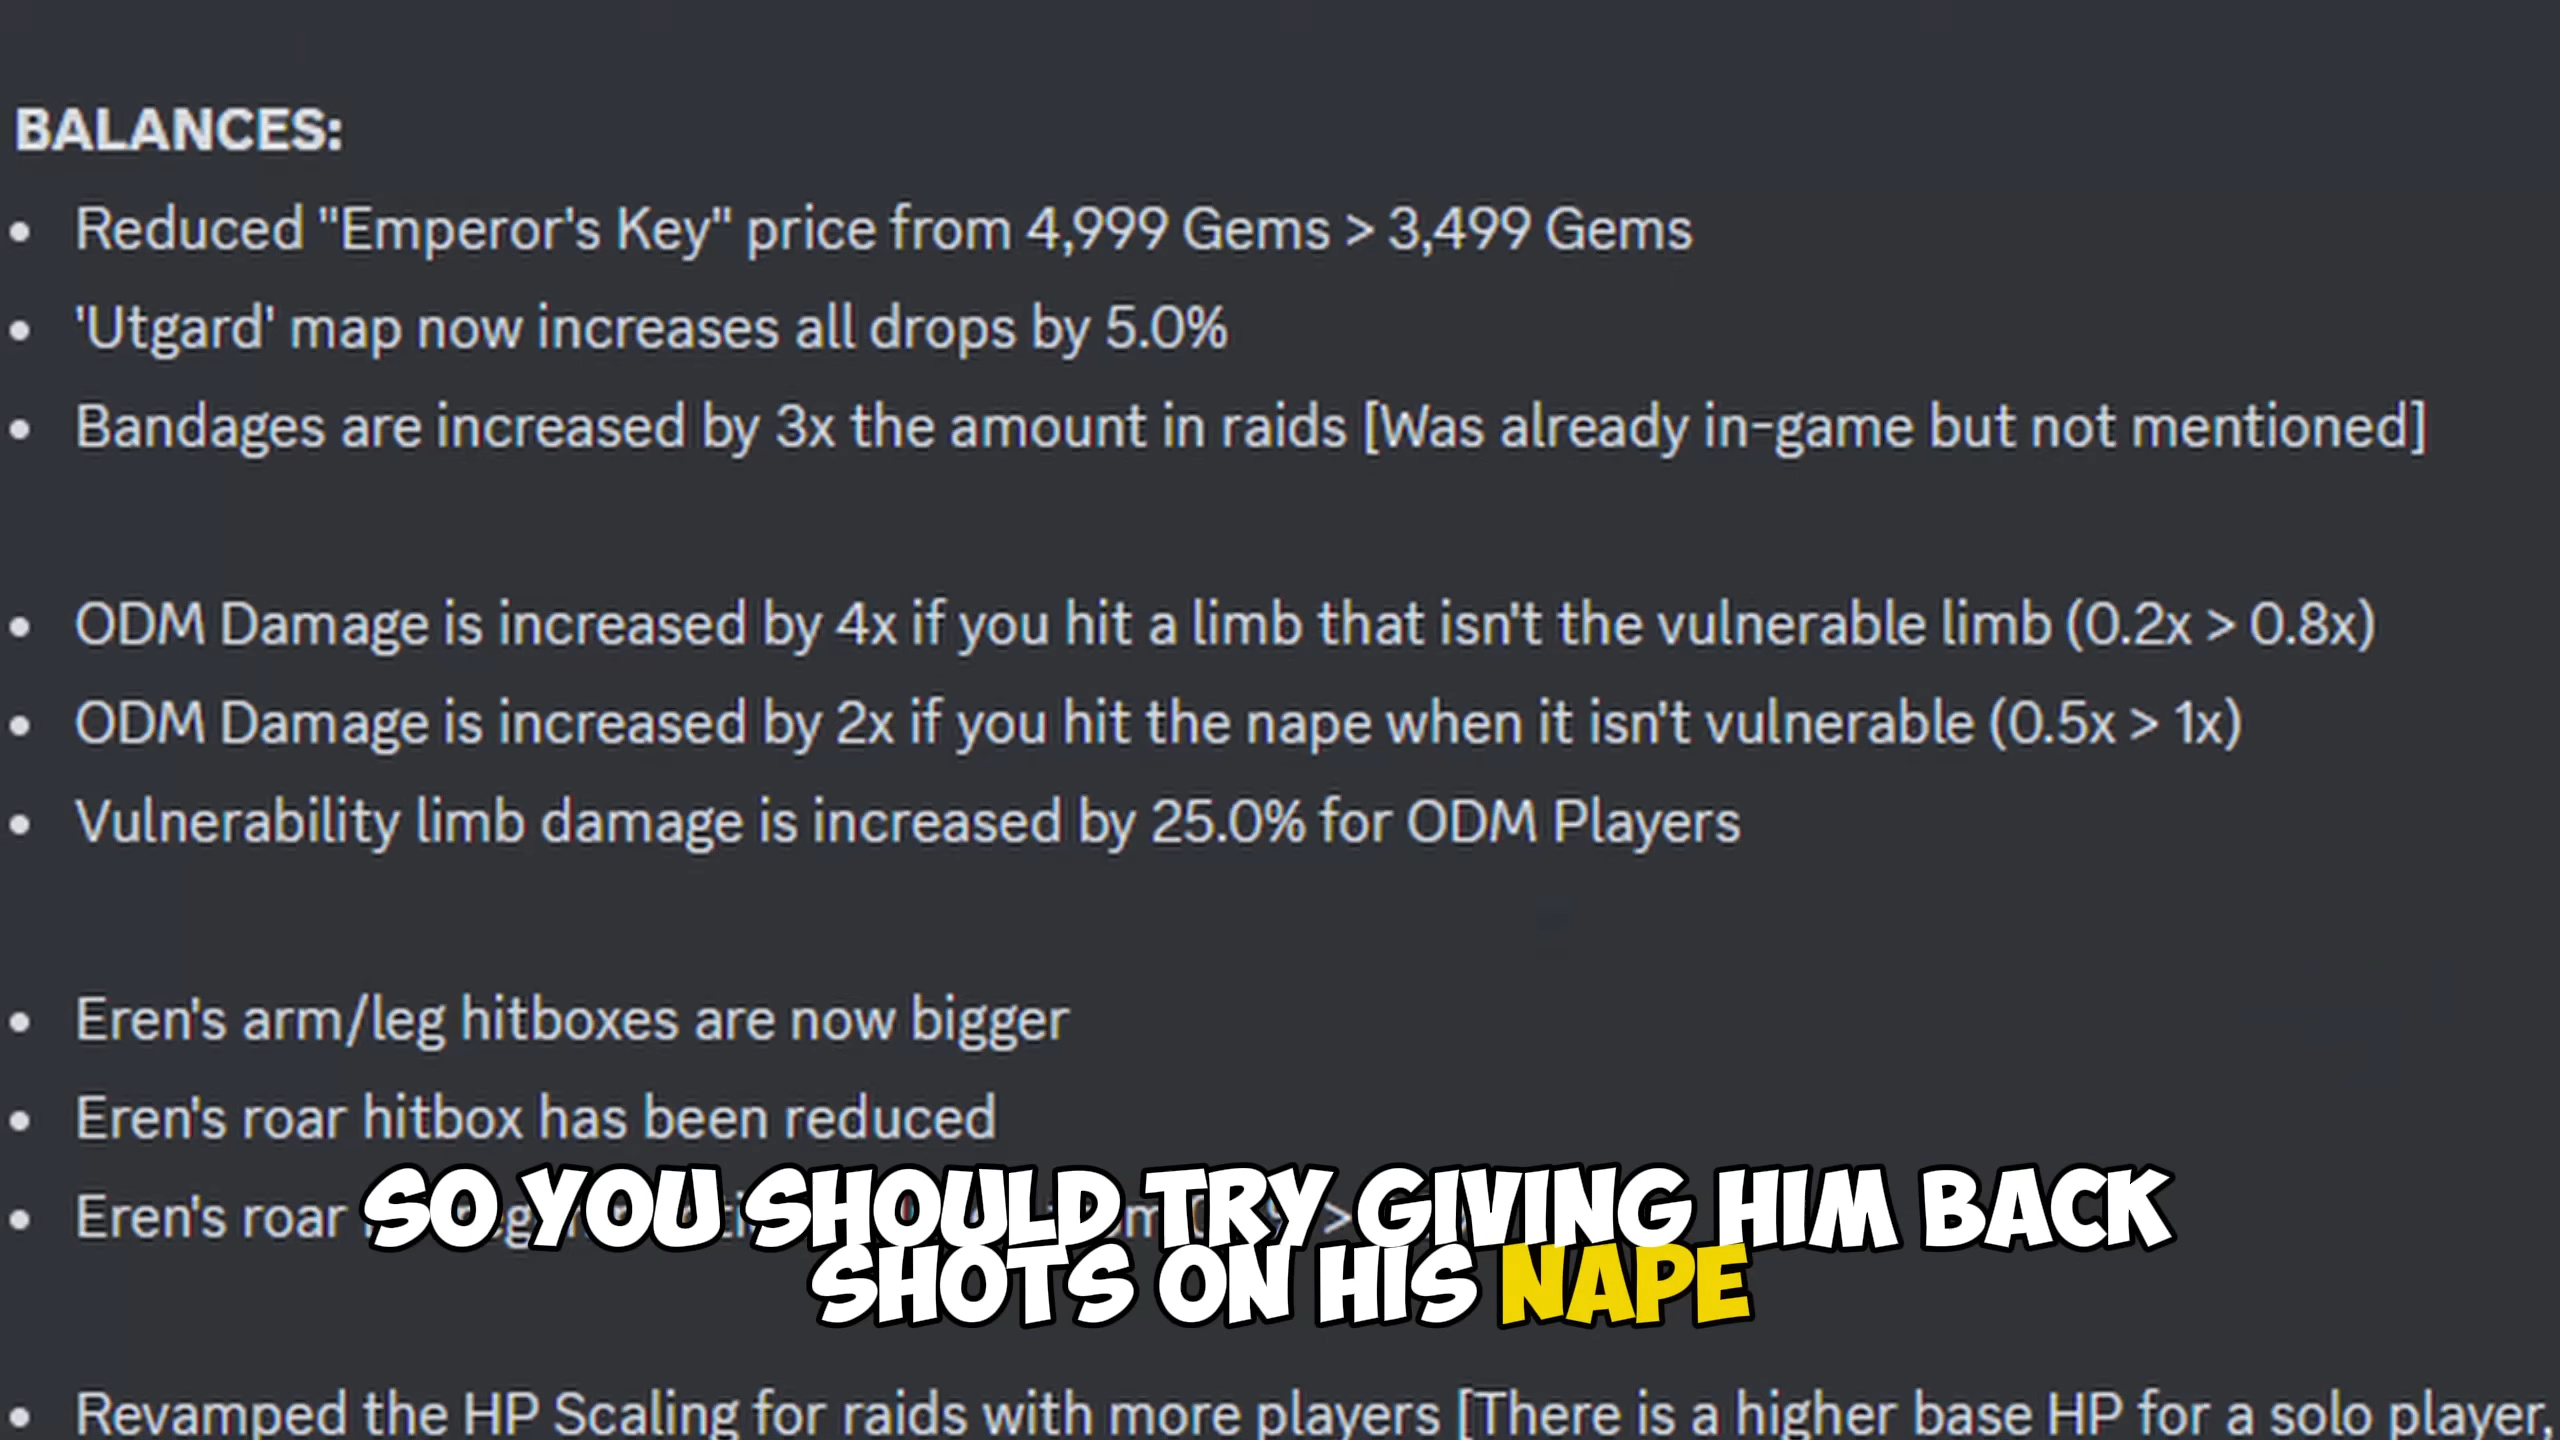 BALANCES:
• Reduced "Emperor's Key" price from 4,999 Gems > 3,499 Gems
• 'Utgard' map now increases all drops by 5.0%
• Bandages are increased by 3x the amount in raids [Was already in-game but not mentioned]
• ODM Damage is increased by 4x if you hit a limb that isn't the vulnerable limb (0.2x > 0.8x)
• ODM Damage is increased by 2x if you hit the nape when it isn't vulnerable (0.5x > 1x)
• Vulnerability limb damage is increased by 25.0% for ODM Players
• Eren's arm/leg hitboxes are now bigger
• Eren's roar hitbox has been reduced
• Eren's roar
SO YOU SHOULD TRY GIVING HIM BACK
SHOTS ON HIS NAPE
• Revamped the HP Scaling for raids with more players [There is a higher base HP for a solo player,